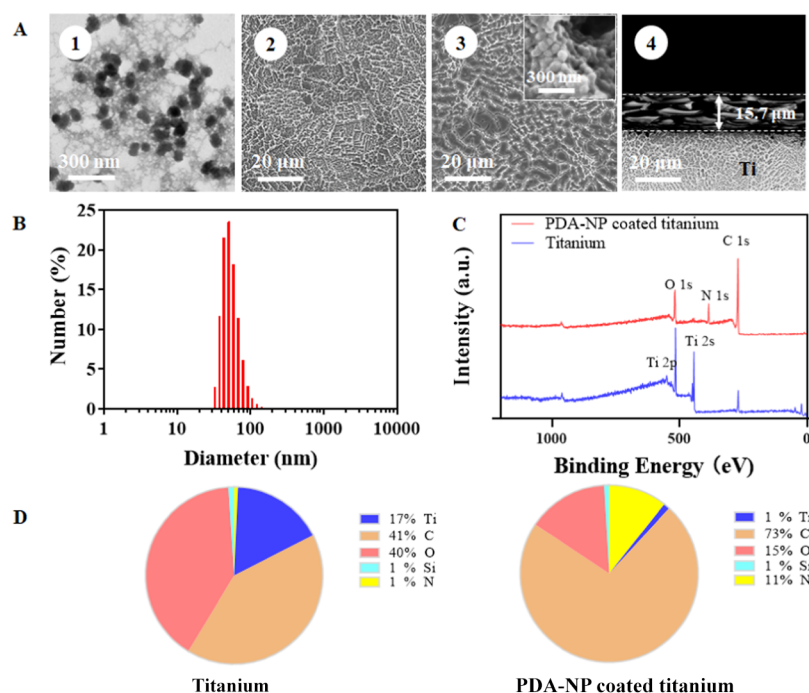 A
1
2
3
4
300 nm
15.7 μm
300 nm
20 μm
20 μm
20 μm
Ti
B
25
20
15
10
5
0
Number (%)
1
10
100
1000
10000
Diameter (nm)
C
PDA-NP coated titanium
Titanium
C 1s
O 1s
N 1s
Ti 2s
Ti 2p
Intensity (a.u.)
1000
500
0
Binding Energy (eV)
D
17% Ti
41% C
40% O
1 % Si
1 % N
Titanium
1 % Ti
73% C
15% O
1 % Si
11% N
PDA-NP coated titanium